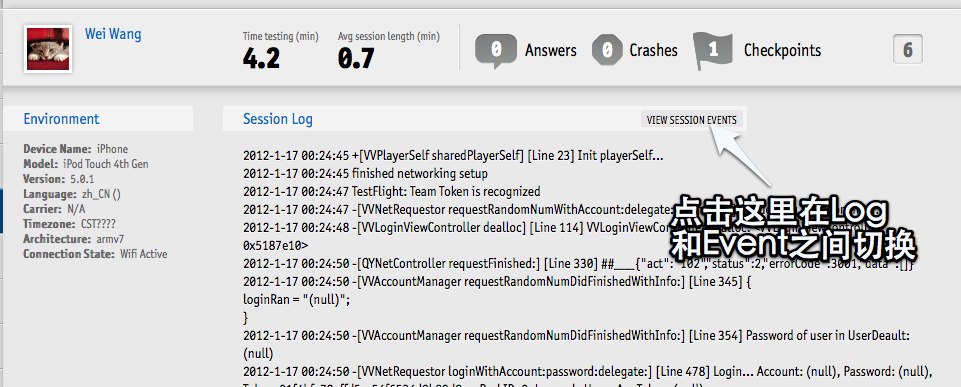 Wei Wang
Time testing (min)
4.2
Avg session length (min)
0.7
0 Answers
0 Crashes
1 Checkpoints
6
Environment
Device Name: iPhone
Model: iPod Touch 4th Gen
Version: 5.0.1
Language: zh_CN ()
Carrier: N/A
Timezone: CST????
Architecture: armv7
Connection State: Wifi Active
Session Log
VIEW SESSION EVENTS
点击这里在Log
和Event之间切换
2012-1-17 00:24:45 +[VVPlayerSelf sharedPlayerSelf] [Line 23] Init playerSelf...
2012-1-17 00:24:45 finished networking setup
2012-1-17 00:24:47 TestFlight: Team Token is recognized
2012-1-17 00:24:47 -[VVNetRequestor requestRandomNumWithAccount:delegate:
2012-1-17 00:24:48 -[VVLoginViewController dealloc] [Line 114] VVLoginViewCon
0x5187e10>
2012-1-17 00:24:50 -[QYNetController requestFinished:] [Line 330] ##___{"act":"102","status":2,"errorCode":3001,"data":[]}
2012-1-17 00:24:50 -[VVAccountManager requestRandomNumDidFinishedWithInfo:] [Line 345] {
loginRan = "(null)";
}
2012-1-17 00:24:50 -[VVAccountManager requestRandomNumDidFinishedWithInfo:] [Line 354] Password of user in UserDeault:
(null)
2012-1-17 00:24:50 -[VVNetRequestor loginWithAccount:password:delegate:] [Line 478] Login... Account: (null), Password: (null),